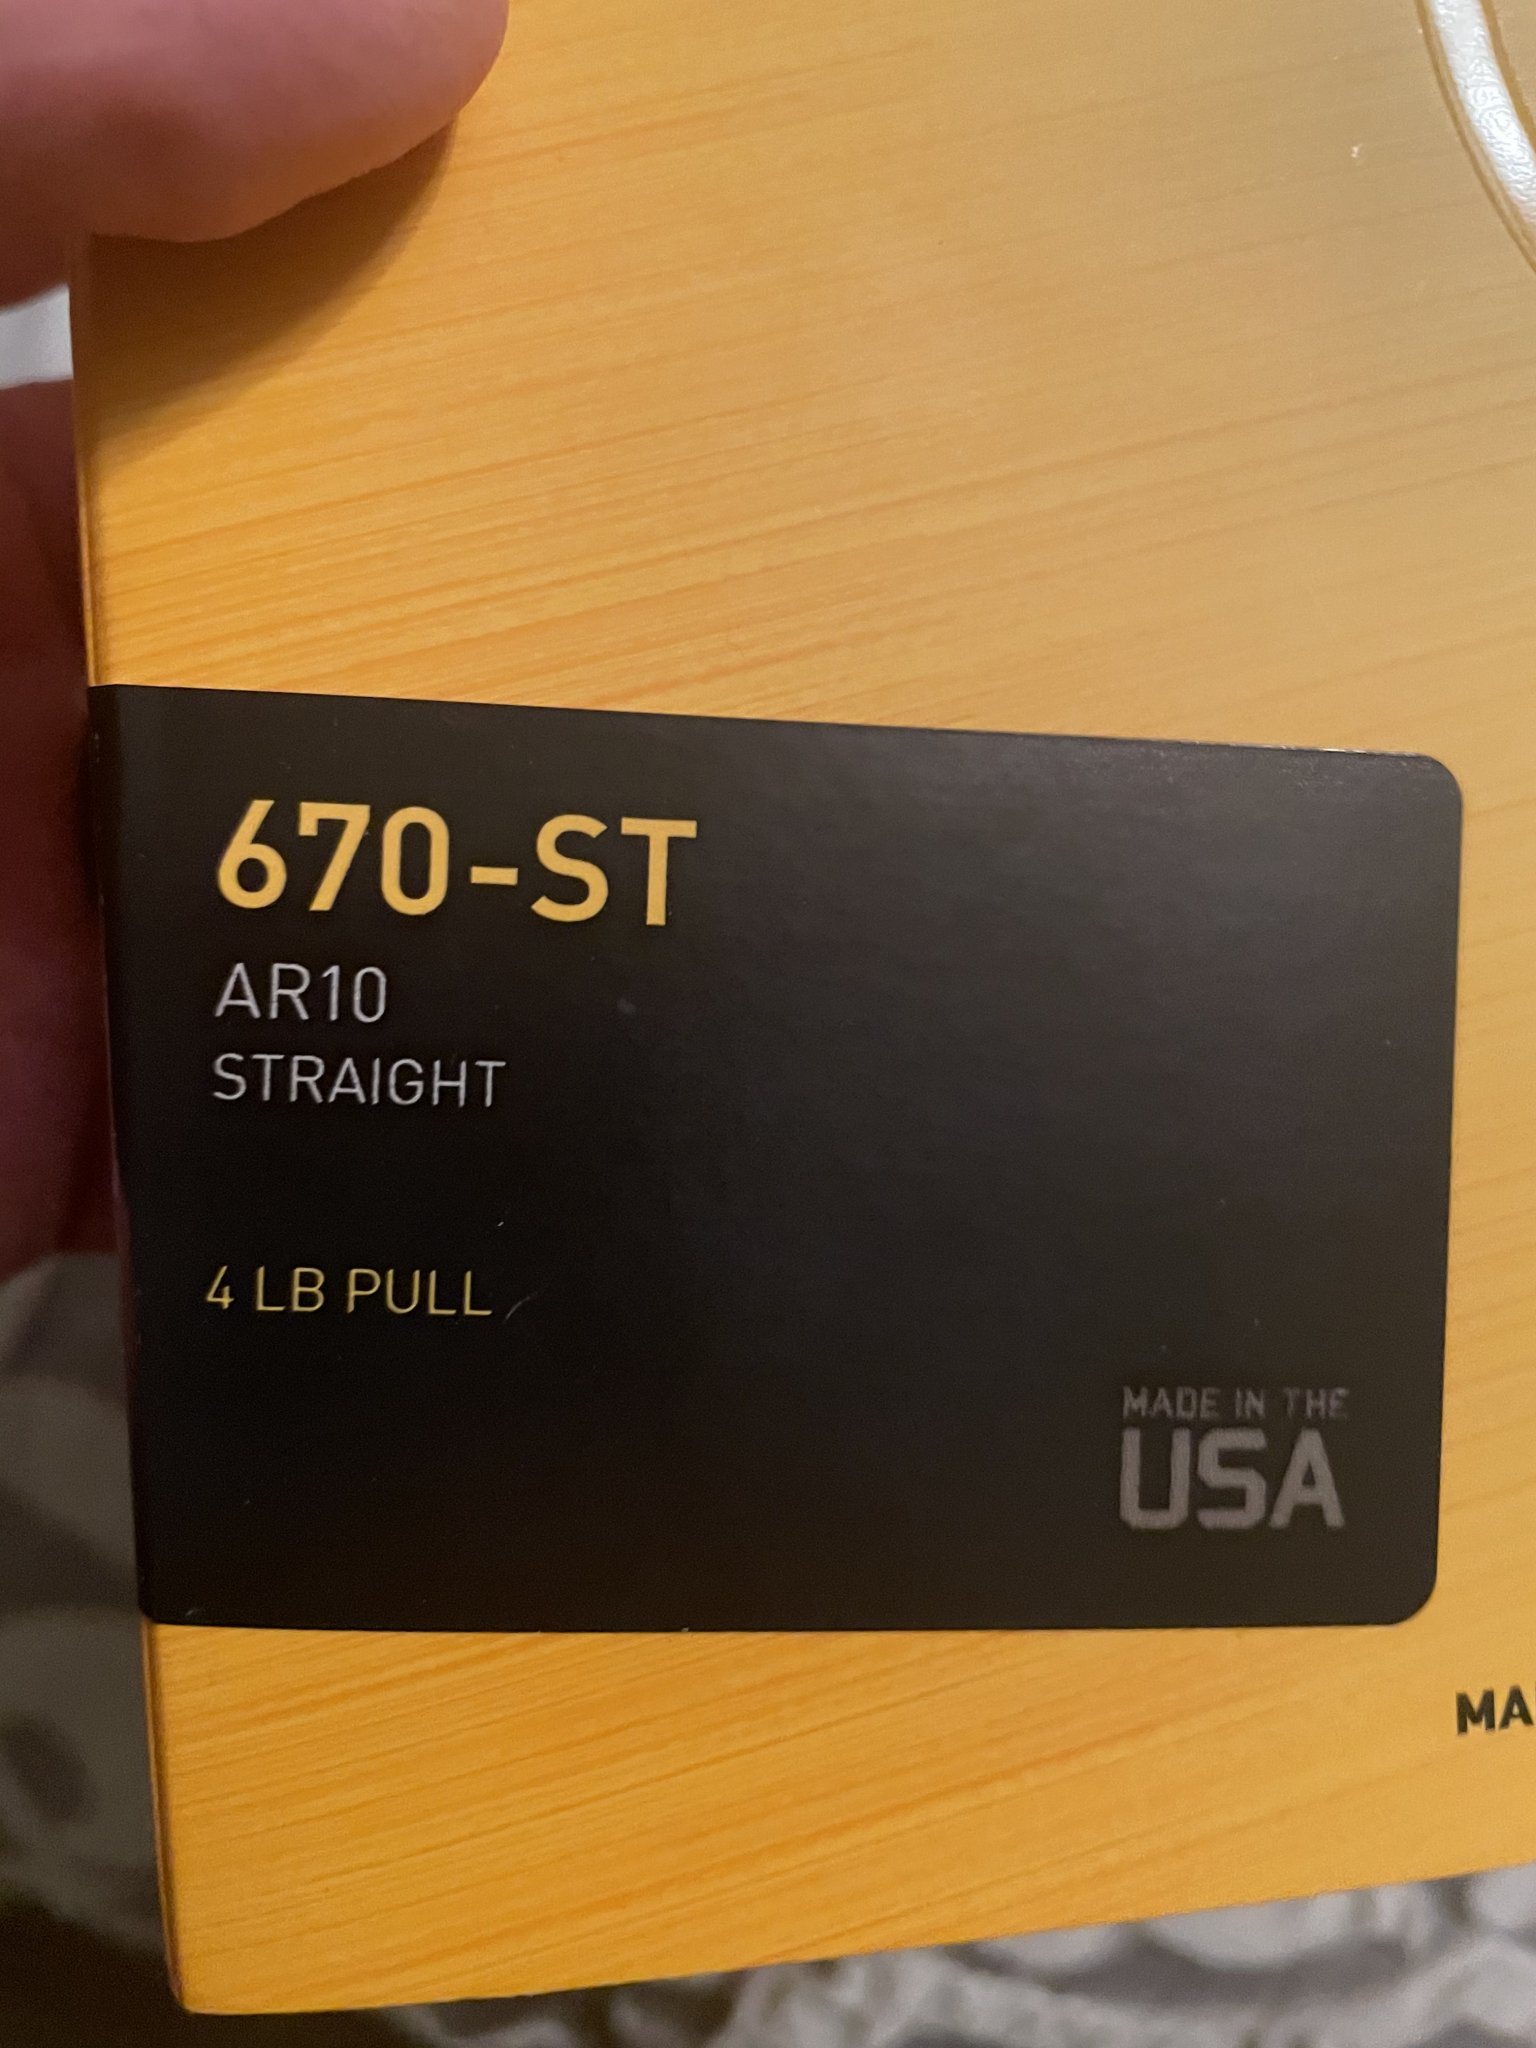 670-ST
AR10
STRAIGHT
4 LB PULL
MADE IN THE
USA